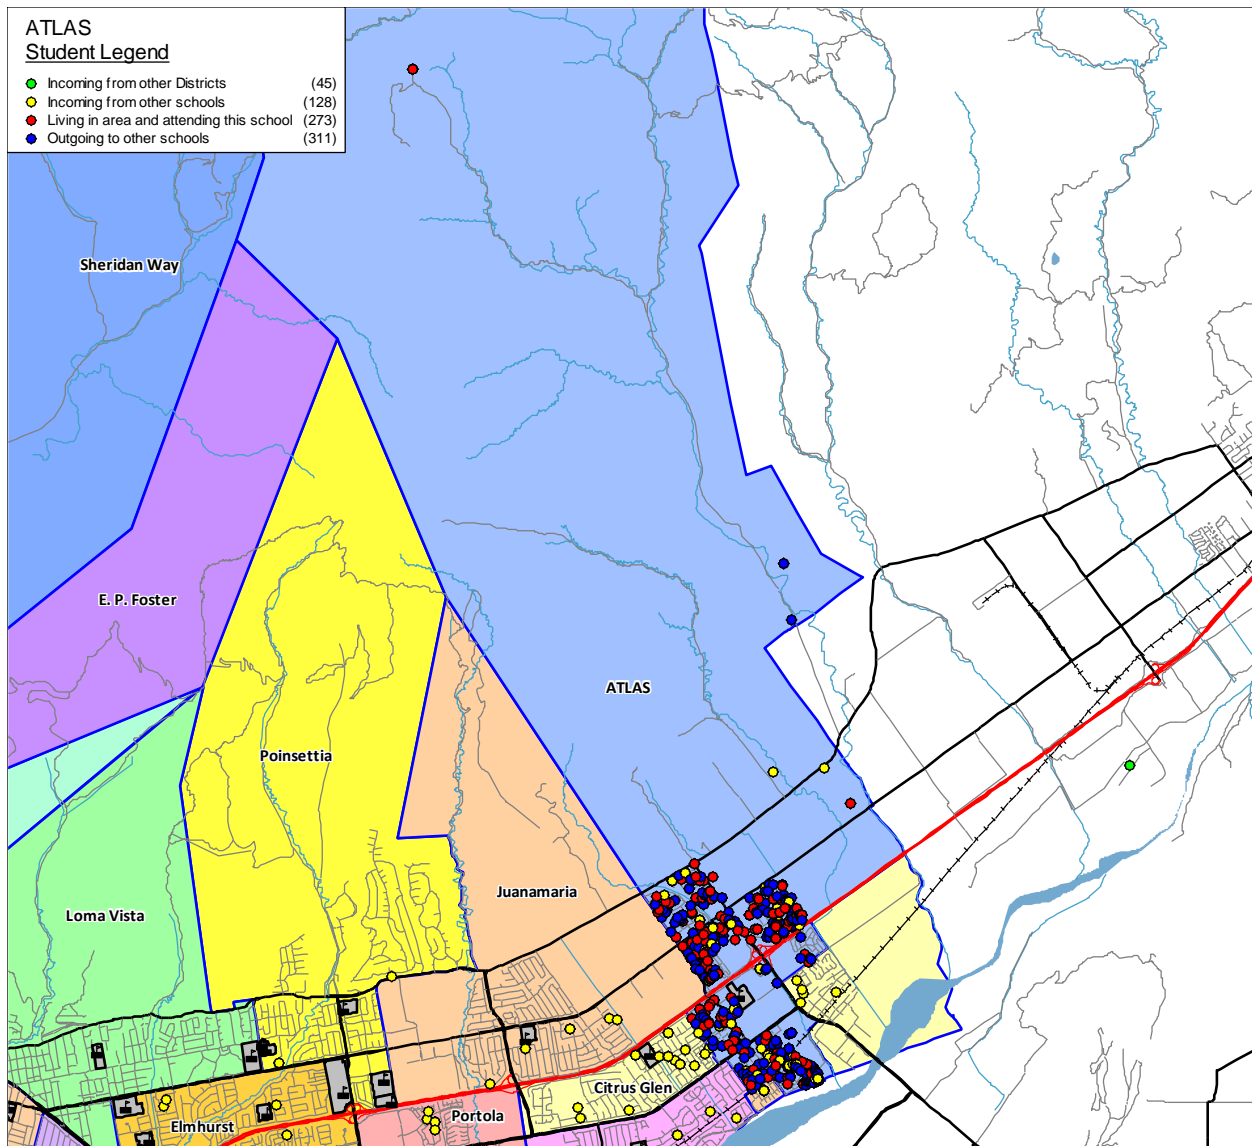 ATLAS
Student Legend
Incoming from other Districts (45)
Incoming from other schools (128)
Living in area and attending this school (273)
Outgoing to other schools (311)
Sheridan Way
E. P. Foster
ATLAS
Poinsettia
Juanamaria
Loma Vista
Citrus Glen
Portola
Elmhurst